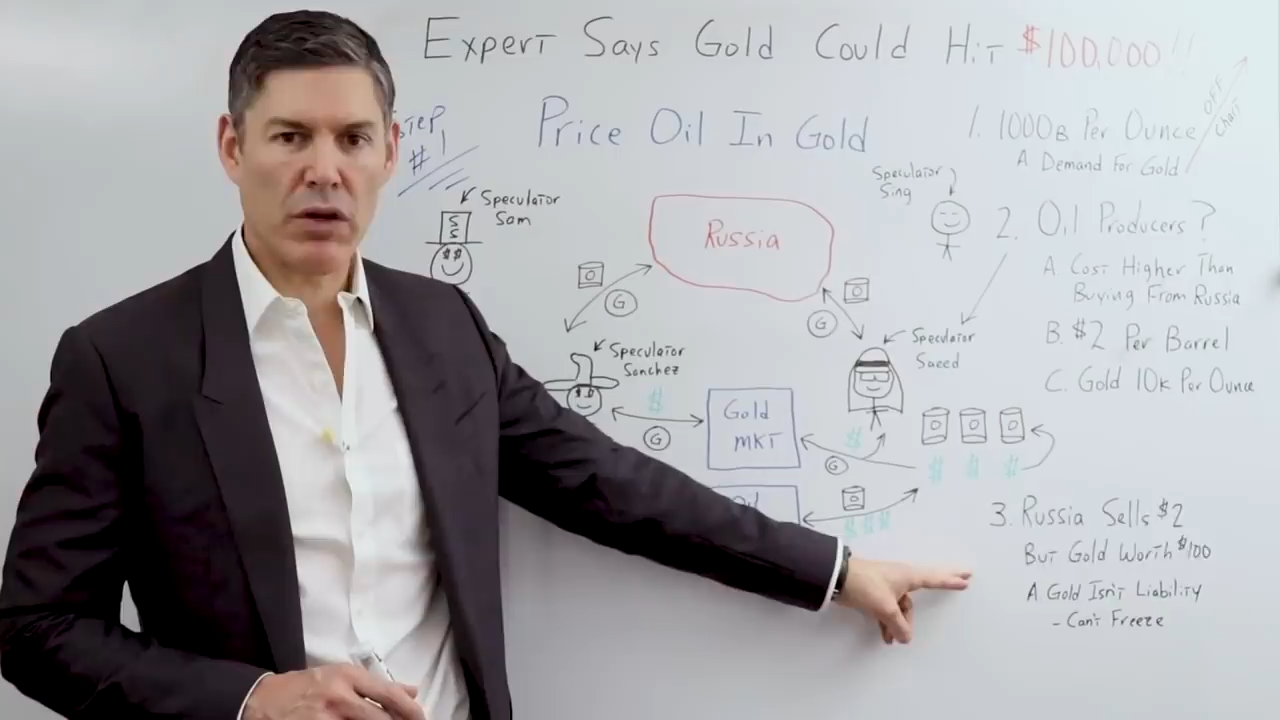 Expert Says Gold Could Hit $100,000!!
STEP
# 1
Price Oil In Gold
1. 1000B Per Ounce
A Demand For Gold
OFF
Chart
Speculator
Sam
Speculator
Sing
Russia
G
G
2. Oil Producers?
A Cost Higher Than
Buying From Russia
B. $2 Per Barrel
C. Gold 10K Per Ounce
Speculator
Sanchez
Speculator
Saeed
$
G
Gold
MKT
$
G
$ $ $
Oil
$$$
3. Russia Sells $2
But Gold Worth $100
A Gold Isn't Liability
- Can't Freeze